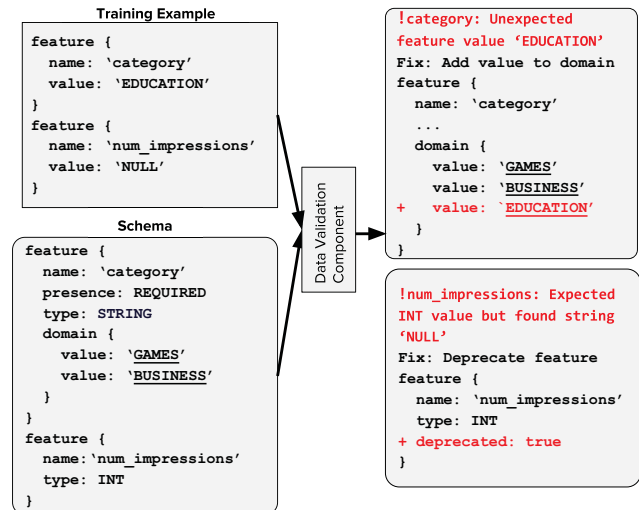 Training Example
feature {
name: ‘category’
value: ‘EDUCATION’
}
feature {
name: ‘num_impressions’
value: ‘NULL’
}
Schema
feature {
name: ‘category’
presence: REQUIRED
type: STRING
domain {
value: ‘GAMES’
value: ‘BUSINESS’
}
}
feature {
name:‘num_impressions’
type: INT
}
Data Validation
Component
!category: Unexpected
feature value ‘EDUCATION’
Fix: Add value to domain
feature {
name: ‘category’
...
domain {
value: ‘GAMES’
value: ‘BUSINESS’
+ value: `EDUCATION’
}
}
!num_impressions: Expected
INT value but found string
‘NULL’
Fix: Deprecate feature
feature {
name: ‘num_impressions’
type: INT
+ deprecated: true
}